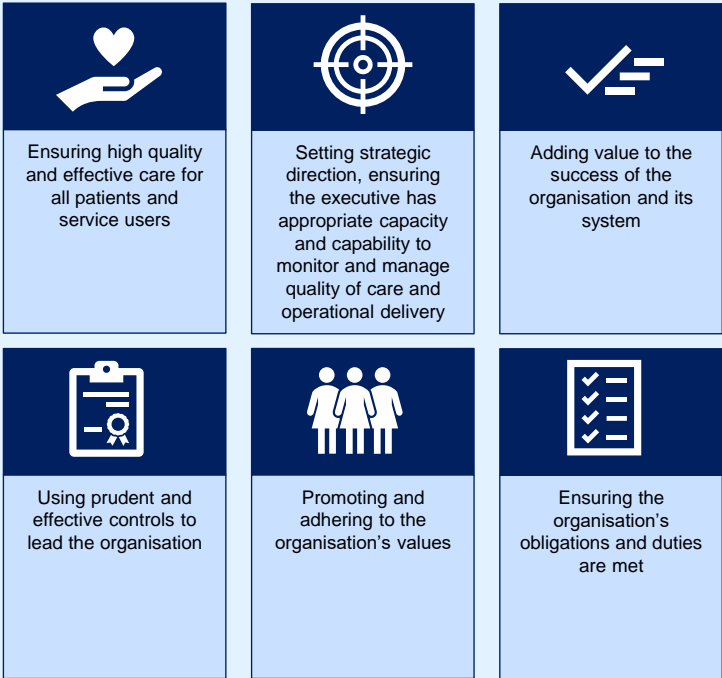 Ensuring high quality
and effective care for
all patients and
service users
Setting strategic
direction, ensuring
the executive has
appropriate capacity
and capability to
monitor and manage
quality of care and
operational delivery
Adding value to the
success of the
organisation and its
system
Using prudent and
effective controls to
lead the organisation
Promoting and
adhering to the
organisation’s values
Ensuring the
organisation’s
obligations and duties
are met